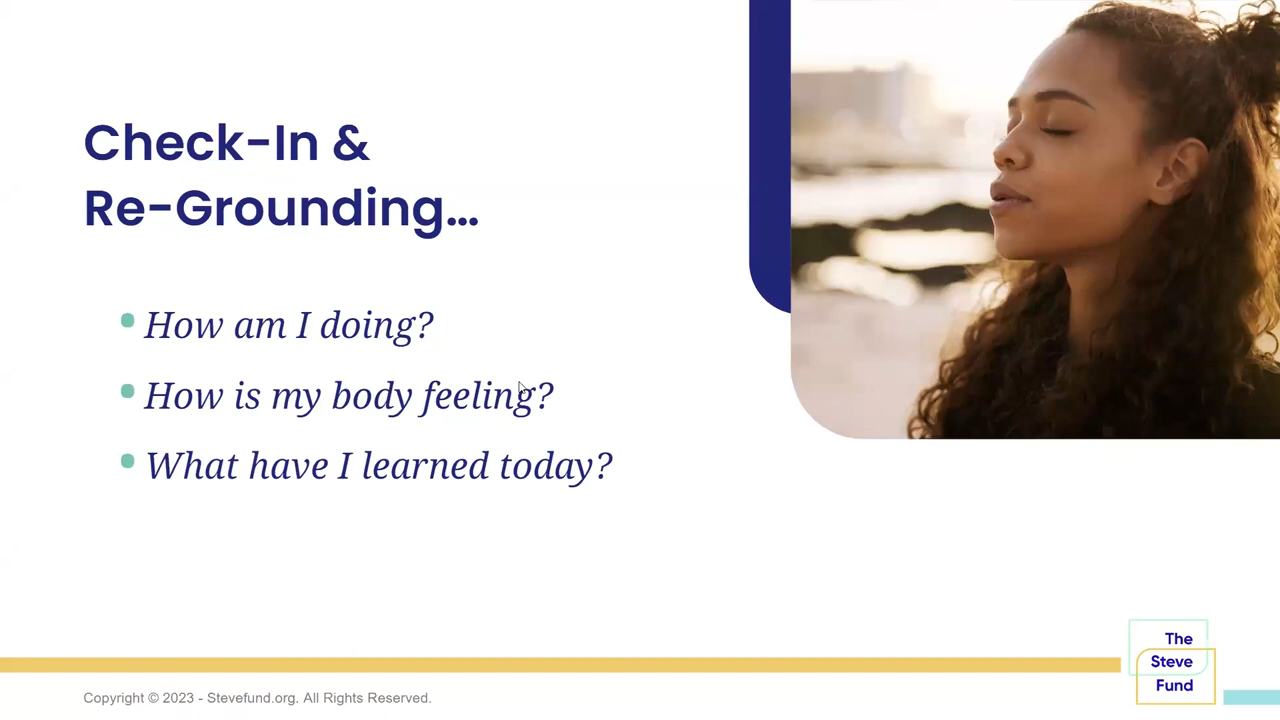 Check-In &
Re-Grounding...
• How am I doing?
• How is my body feeling?
• What have I learned today?
The
Steve
Fund
Copyright © 2023 - Stevefund.org. All Rights Reserved.